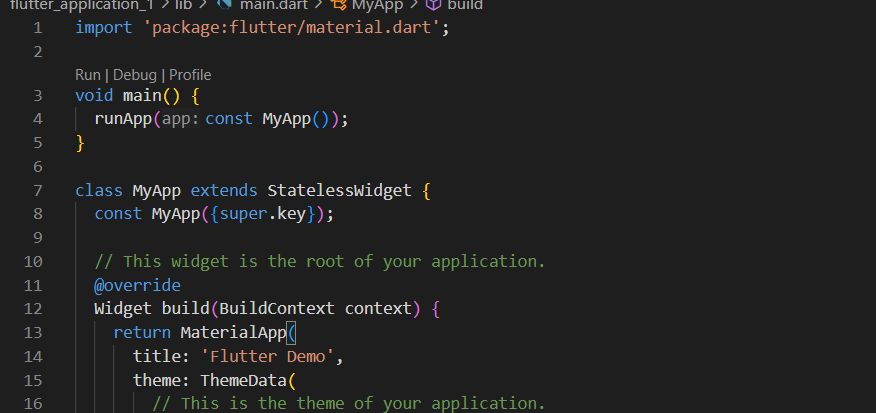 flutter_application_1 > lib > main.dart > MyApp > build
1 import 'package:flutter/material.dart';
2
Run | Debug | Profile
3 void main() {
4 runApp(app: const MyApp());
5 }
6
7 class MyApp extends StatelessWidget {
8 const MyApp({super.key});
9
10 // This widget is the root of your application.
11 @override
12 Widget build(BuildContext context) {
13 return MaterialApp(
14 title: 'Flutter Demo',
15 theme: ThemeData(
16 // This is the theme of your application.